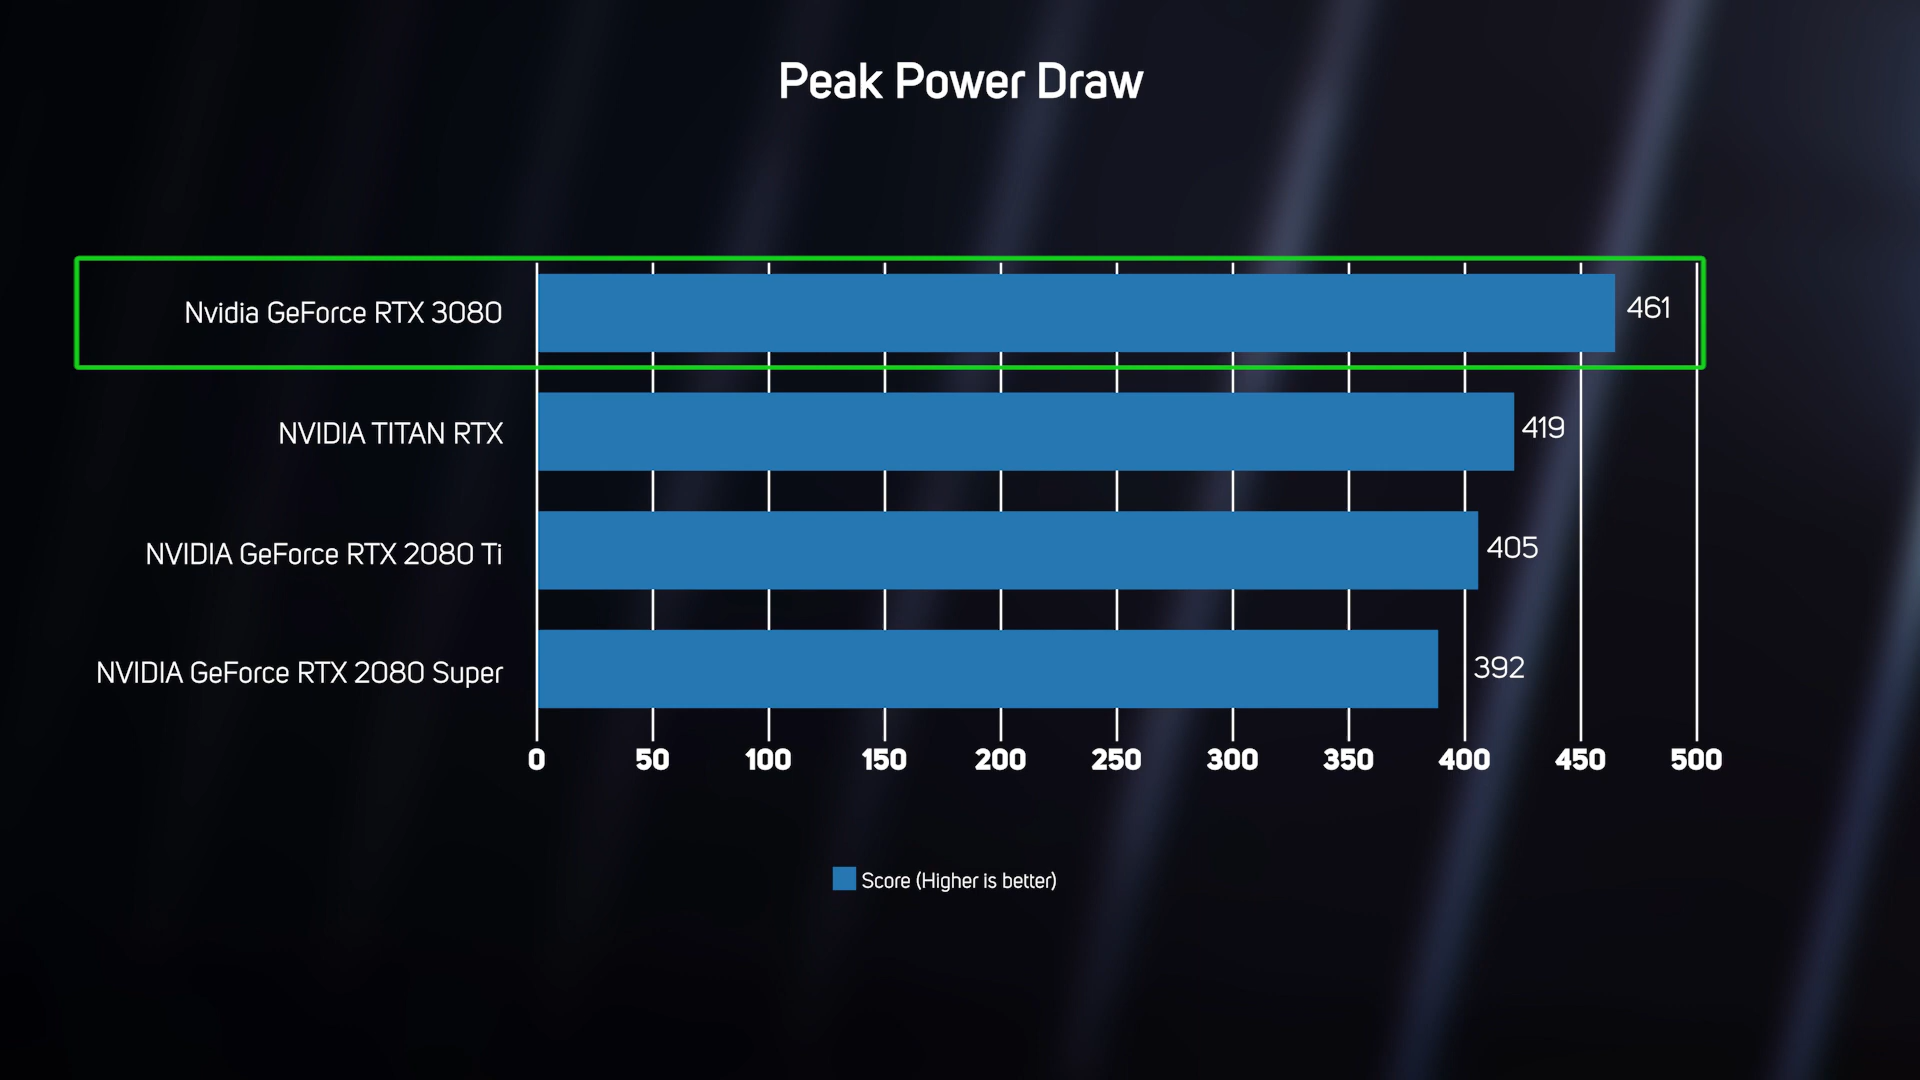 Peak Power Draw
Nvidia GeForce RTX 3080 461
NVIDIA TITAN RTX 419
NVIDIA GeForce RTX 2080 Ti 405
NVIDIA GeForce RTX 2080 Super 392
0 50 100 150 200 250 300 350 400 450 500
Score (Higher is better)